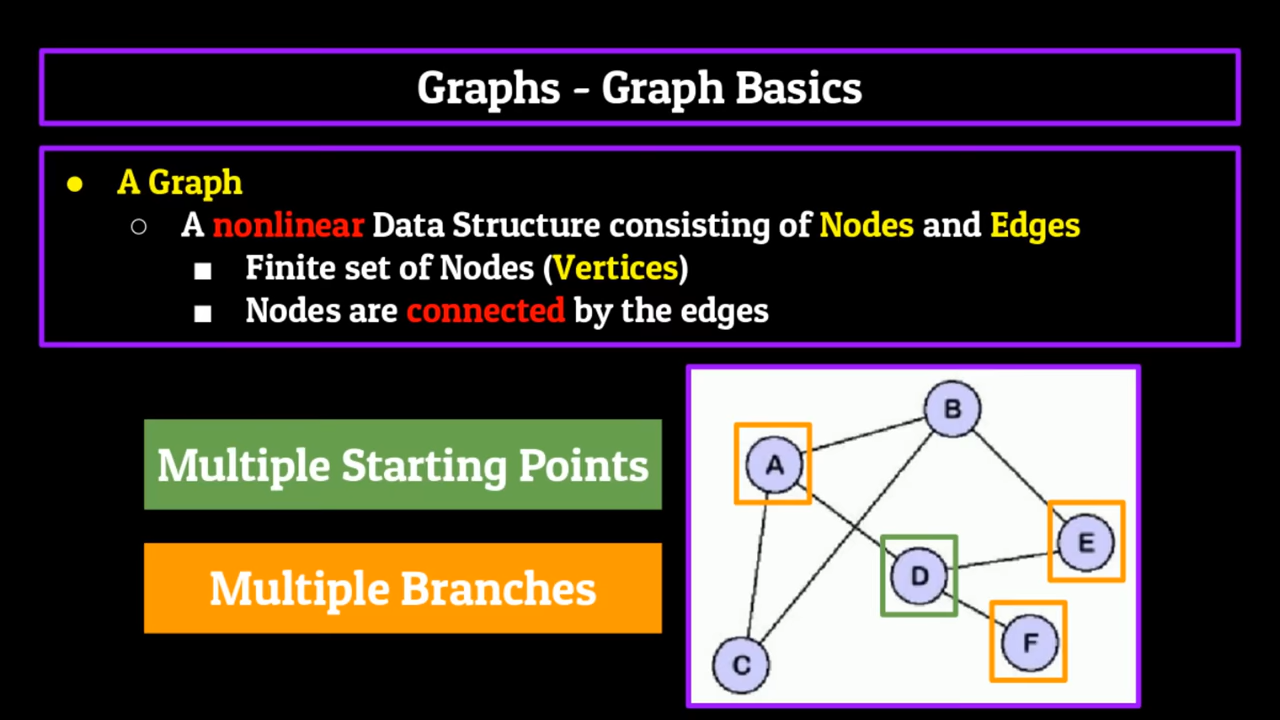 Graphs - Graph Basics
● A Graph
○ A nonlinear Data Structure consisting of Nodes and Edges
■ Finite set of Nodes (Vertices)
■ Nodes are connected by the edges
Multiple Starting Points
Multiple Branches
B
A
E
D
F
C